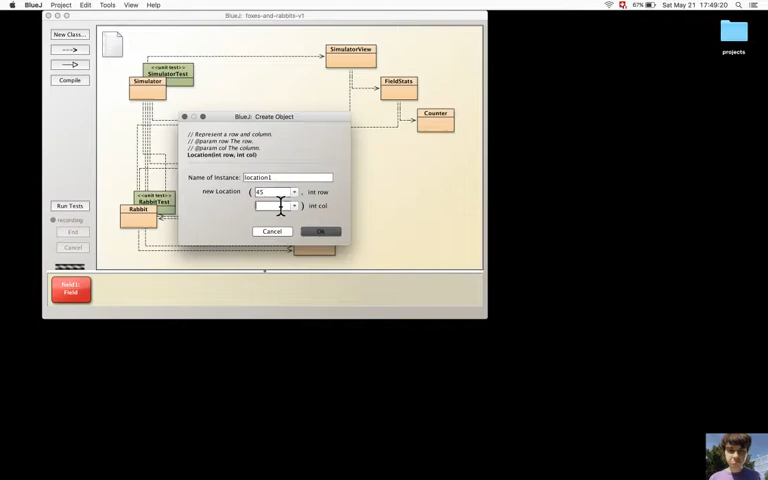 BlueJ Project Edit Tools View Help 67% Sat May 21 17:49:20
BlueJ: foxes-and-rabbits-v1
New Class...
Compile
Run Tests
recording
End
Cancel
<<unit test>>
SimulatorTest
Simulator
SimulatorView
FieldStats
Counter
<<unit test>>
RabbitTest
Rabbit
BlueJ: Create Object
// Represent a row and column.
// @param row The row.
// @param col The column.
Location(int row, int col)
Name of Instance: location1
new Location ( 45 , int row
) int col
Cancel Ok
field1:
Field
projects